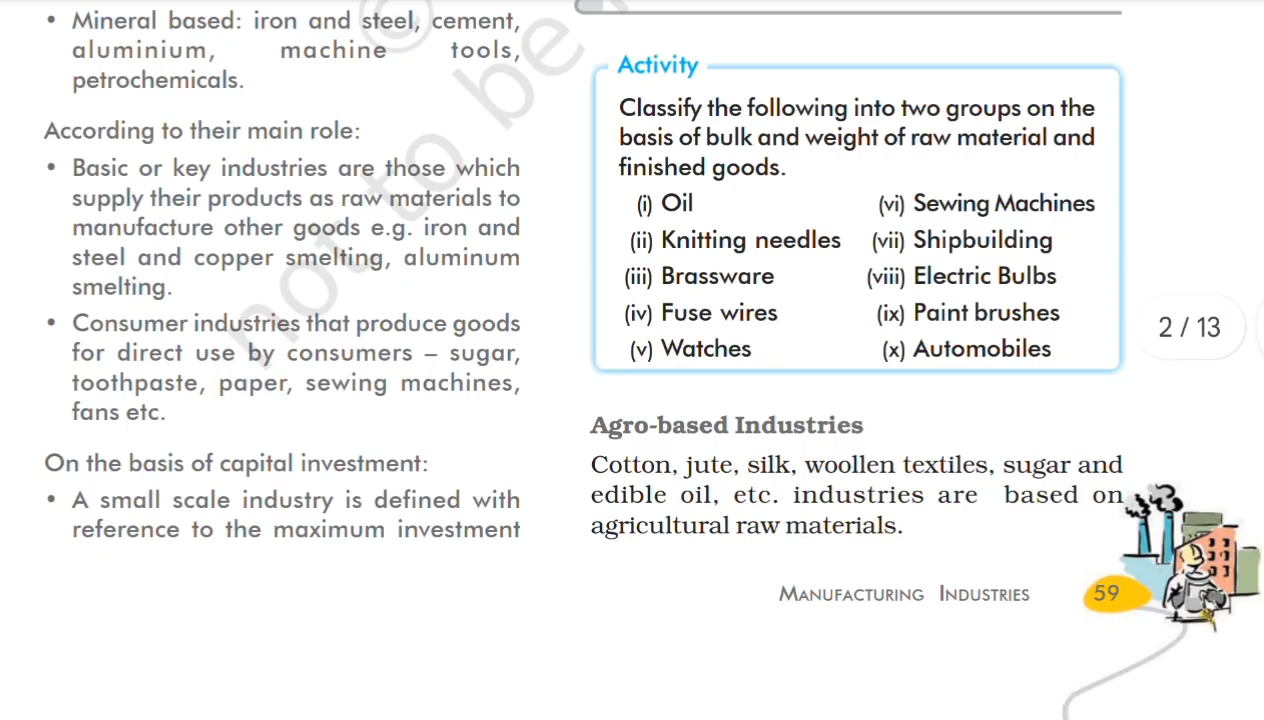 • Mineral based: iron and steel, cement,
aluminium, machine tools,
petrochemicals.
According to their main role:
• Basic or key industries are those which
supply their products as raw materials to
manufacture other goods e.g. iron and
steel and copper smelting, aluminum
smelting.
• Consumer industries that produce goods
for direct use by consumers – sugar,
toothpaste, paper, sewing machines,
fans etc.
On the basis of capital investment:
• A small scale industry is defined with
reference to the maximum investment
Activity
Classify the following into two groups on the
basis of bulk and weight of raw material and
finished goods.
(i) Oil
(ii) Knitting needles
(iii) Brassware
(iv) Fuse wires
(v) Watches
(vi) Sewing Machines
(vii) Shipbuilding
(viii) Electric Bulbs
(ix) Paint brushes
(x) Automobiles
Agro-based Industries
Cotton, jute, silk, woollen textiles, sugar and
edible oil, etc. industries are based on
agricultural raw materials.
MANUFACTURING INDUSTRIES 59
2 / 13
©
not to be